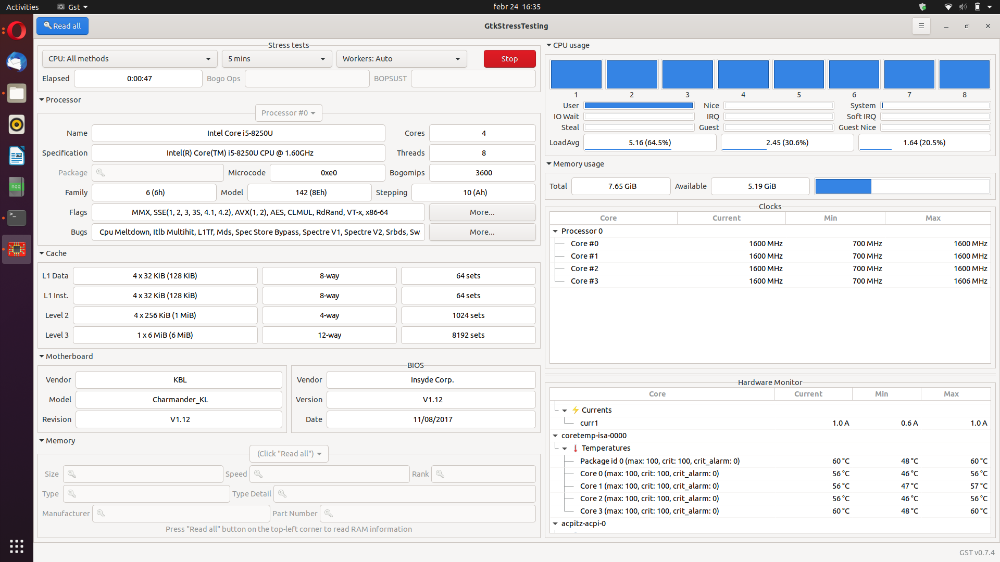 Activities Gst febr 24 16:35
Read all GtkStressTesting
Stress tests
CPU: All methods 5 mins Workers: Auto Stop
Elapsed 0:00:47 Bogo Ops BOPSUST
Processor
Processor #0
Name Intel Core i5-8250U Cores 4
Specification Intel(R) Core(TM) i5-8250U CPU @ 1.60GHz Threads 8
Package Microcode 0xe0 Bogomips 3600
Family 6 (6h) Model 142 (8Eh) Stepping 10 (Ah)
Flags MMX, SSE(1, 2, 3, 3S, 4.1, 4.2), AVX(1, 2), AES, CLMUL, RdRand, VT-x, x86-64 More...
Bugs Cpu Meltdown, Itlb Multihit, L1Tf, Mds, Spec Store Bypass, Spectre V1, Spectre V2, Srbds, Sw More...
Cache
L1 Data 4 x 32 KiB (128 KiB) 8-way 64 sets
L1 Inst. 4 x 32 KiB (128 KiB) 8-way 64 sets
Level 2 4 x 256 KiB (1 MiB) 4-way 1024 sets
Level 3 1 x 6 MiB (6 MiB) 12-way 8192 sets
Motherboard
Vendor KBL
Model Charmander_KL
Revision V1.12
BIOS
Vendor Insyde Corp.
Version V1.12
Date 11/08/2017
Memory
(Click "Read all")
Size Speed Rank
Type Type Detail
Manufacturer Part Number
Press "Read all" button on the top-left corner to read RAM information
CPU usage
1 2 3 4 5 6 7 8
User Nice System
IO Wait IRQ Soft IRQ
Steal Guest Guest Nice
LoadAvg 5.16 (64.5%) 2.45 (30.6%) 1.64 (20.5%)
Memory usage
Total 7.65 GiB Available 5.19 GiB
Clocks
Core Current Min Max
Processor 0
Core #0 1600 MHz 700 MHz 1600 MHz
Core #1 1600 MHz 700 MHz 1600 MHz
Core #2 1600 MHz 700 MHz 1600 MHz
Core #3 1600 MHz 700 MHz 1606 MHz
Hardware Monitor
Core Current Min Max
Currents
curr1 1.0 A 0.6 A 1.0 A
coretemp-isa-0000
Temperatures
Package id 0 (max: 100, crit: 100, crit_alarm: 0) 60 °C 48 °C 60 °C
Core 0 (max: 100, crit: 100, crit_alarm: 0) 56 °C 46 °C 56 °C
Core 1 (max: 100, crit: 100, crit_alarm: 0) 56 °C 47 °C 57 °C
Core 2 (max: 100, crit: 100, crit_alarm: 0) 56 °C 46 °C 56 °C
Core 3 (max: 100, crit: 100, crit_alarm: 0) 60 °C 48 °C 60 °C
acpitz-acpi-0
GST v0.7.4
nqq